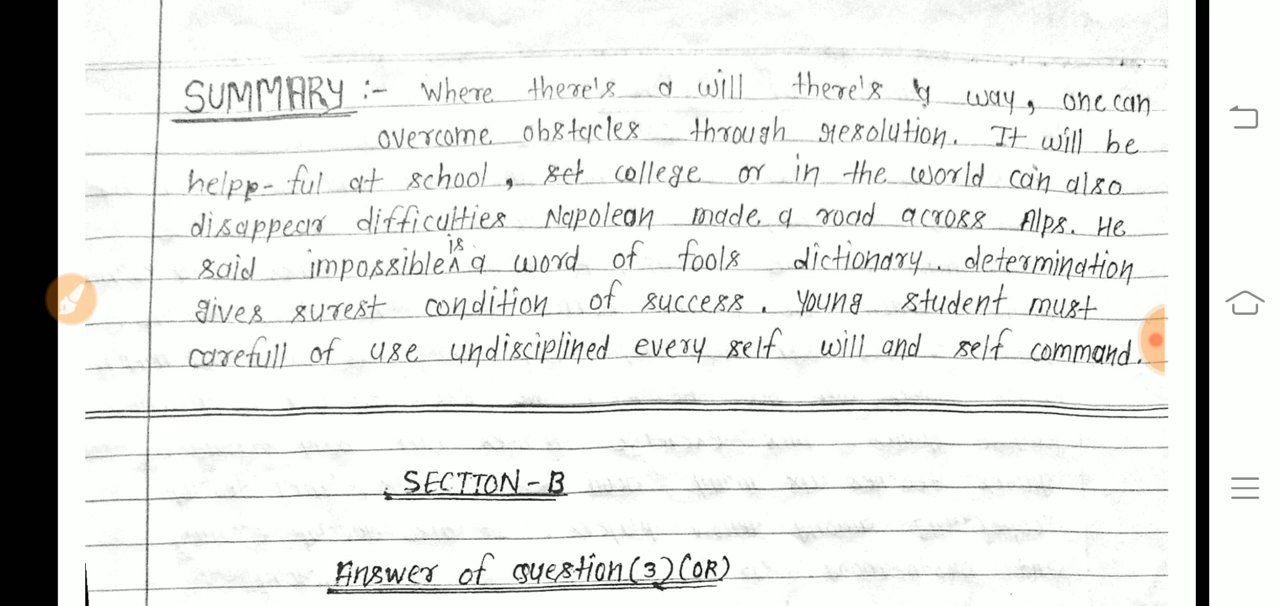 SUMMARY :- Where there's a will there's a way, one can
overcome obstacles through resolution. It will be
helpp-ful at school, set college or in the world can also
disappear difficulties Napolean made a road across Alps. He
said impossible is a word of fools dictionary. determination
gives surest condition of success. Young student must
carefull of use undisciplined every self will and self command.
SECTION-B
Answer of question (3) (OR)